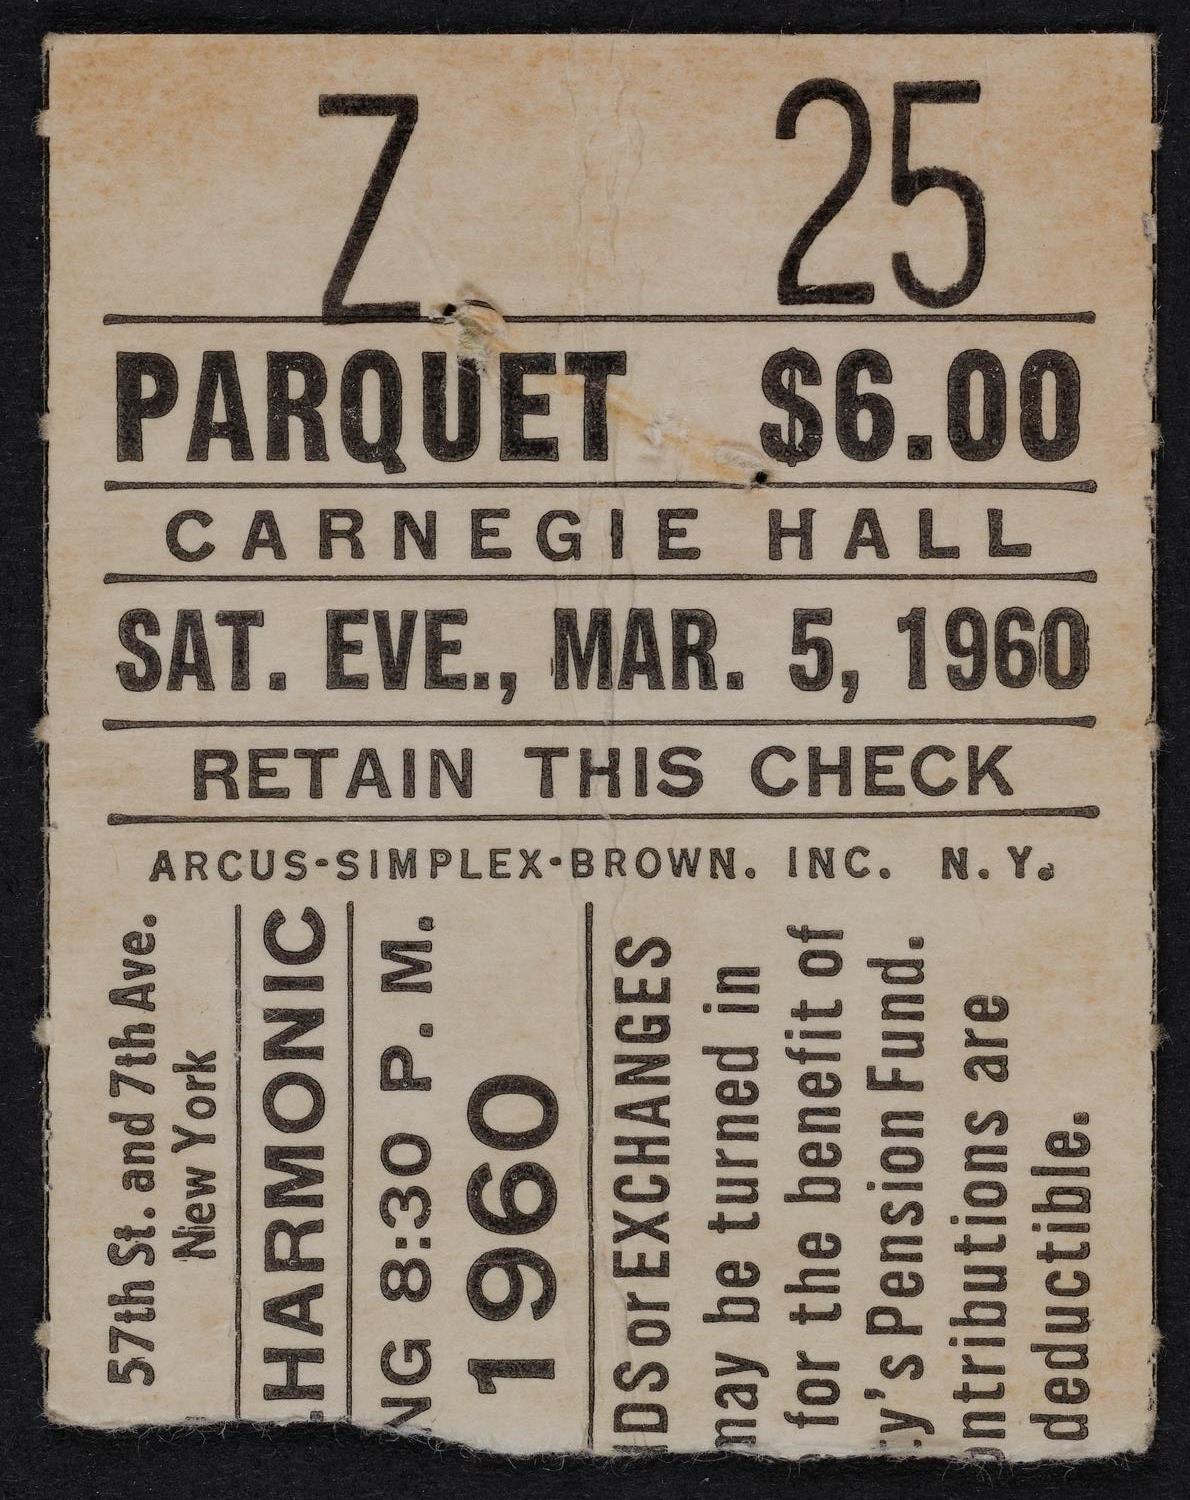 Z 25
PARQUET $6.00
CARNEGIE HALL
SAT. EVE., MAR. 5, 1960
RETAIN THIS CHECK
ARCUS-SIMPLEX-BROWN. INC. N.Y.
57th St. and 7th Ave.
New York
HARMONIC
NG 8:30 P. M.
1960
DS or EXCHANGES
may be turned in
for the benefit of
y's Pension Fund.
ntributions are
deductible.